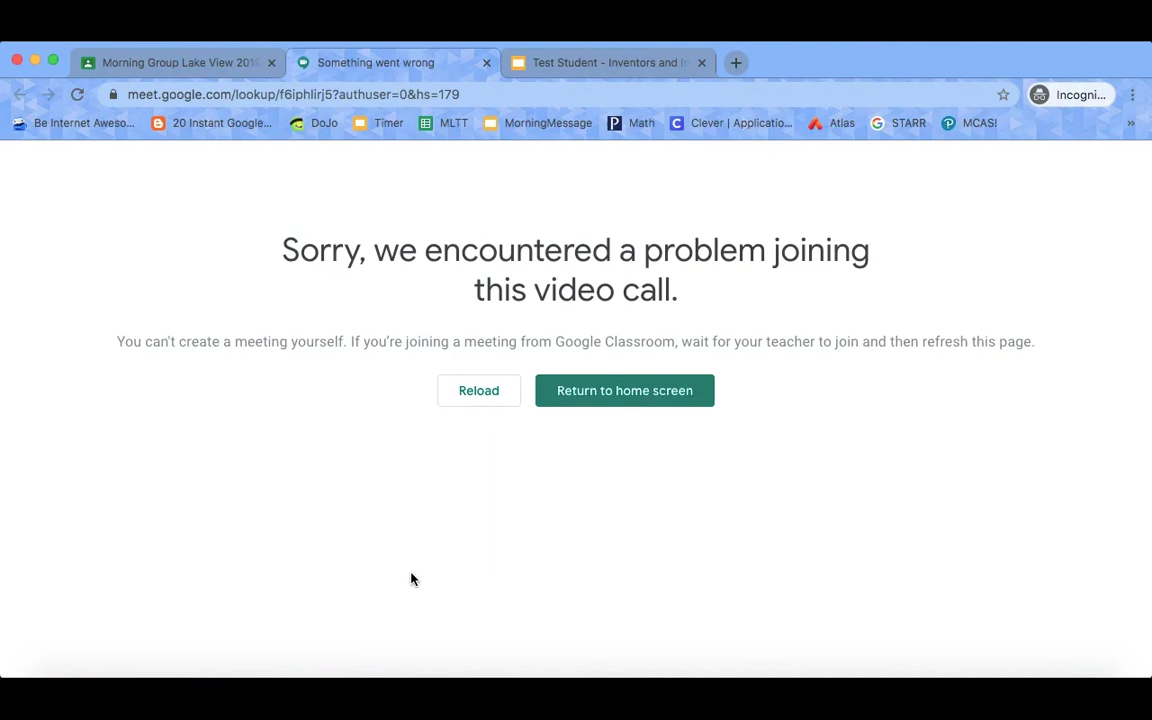 Morning Group Lake View 2019
Something went wrong
Test Student - Inventors and I
meet.google.com/lookup/f6iphlirj5?authuser=0&hs=179
Incogni...
Be Internet Aweso...
20 Instant Google...
DoJo
Timer
MLTT
MorningMessage
Math
Clever | Applicatio...
Atlas
STARR
MCAS!
»
Sorry, we encountered a problem joining
this video call.
You can't create a meeting yourself. If you're joining a meeting from Google Classroom, wait for your teacher to join and then refresh this page.
Reload
Return to home screen